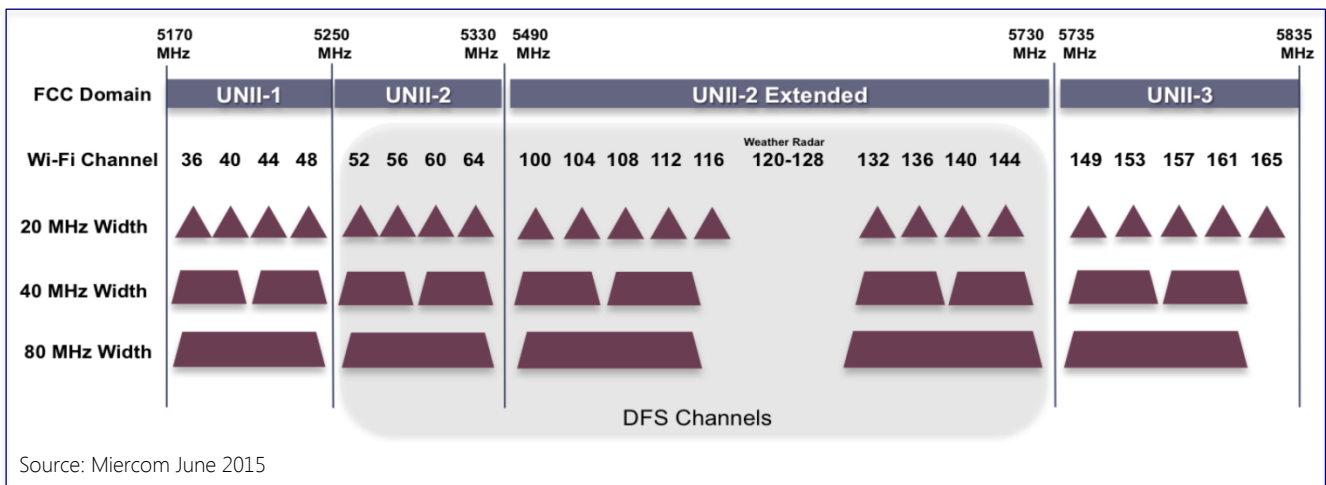 5170 MHz 5250 MHz 5330 MHz 5490 MHz 5730 MHz 5735 MHz 5835 MHz
FCC Domain UNII-1 UNII-2 UNII-2 Extended UNII-3
Weather Radar
Wi-Fi Channel 36 40 44 48 52 56 60 64 100 104 108 112 116 120-128 132 136 140 144 149 153 157 161 165
20 MHz Width
40 MHz Width
80 MHz Width
DFS Channels
Source: Miercom June 2015